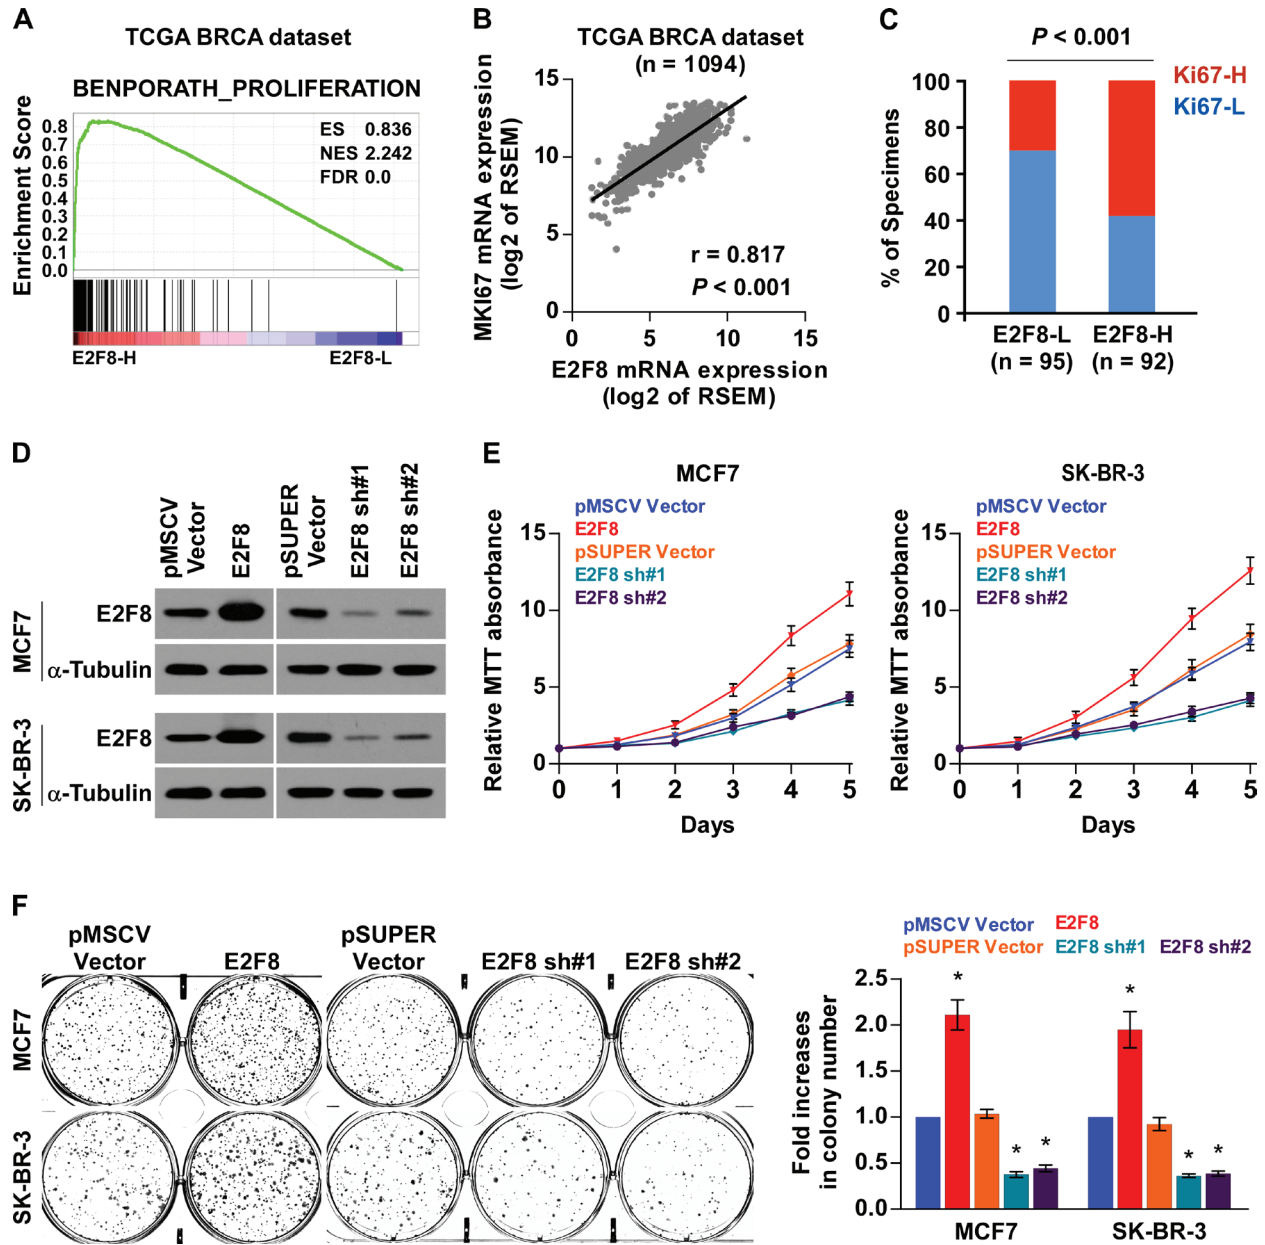 A
TCGA BRCA dataset
BENPORATH_PROLIFERATION
Enrichment Score
0.8
0.7
0.6
0.5
0.4
0.3
0.2
0.1
0.0
ES 0.836
NES 2.242
FDR 0.0
E2F8-H
E2F8-L
B
TCGA BRCA dataset
(n = 1094)
MKI67 mRNA expression
(log2 of RSEM)
15
10
5
0
r = 0.817
P < 0.001
0 5 10 15
E2F8 mRNA expression
(log2 of RSEM)
C
P < 0.001
Ki67-H
Ki67-L
% of Specimens
100
80
60
40
20
0
E2F8-L
(n = 95)
E2F8-H
(n = 92)
D
pMSCV
Vector
E2F8
pSUPER
Vector
E2F8 sh#1
E2F8 sh#2
MCF7
E2F8
α-Tubulin
SK-BR-3
E2F8
α-Tubulin
E
MCF7
pMSCV Vector
E2F8
pSUPER Vector
E2F8 sh#1
E2F8 sh#2
Relative MTT absorbance
15
10
5
0
0 1 2 3 4 5
Days
SK-BR-3
pMSCV Vector
E2F8
pSUPER Vector
E2F8 sh#1
E2F8 sh#2
Relative MTT absorbance
15
10
5
0
0 1 2 3 4 5
Days
F
pMSCV
Vector
E2F8
pSUPER
Vector
E2F8 sh#1
E2F8 sh#2
MCF7
SK-BR-3
pMSCV Vector
E2F8
pSUPER Vector
E2F8 sh#1
E2F8 sh#2
Fold increases
in colony number
2.5
2.0
1.5
1.0
0.5
0.0
*
*
*
*
*
*
MCF7
SK-BR-3